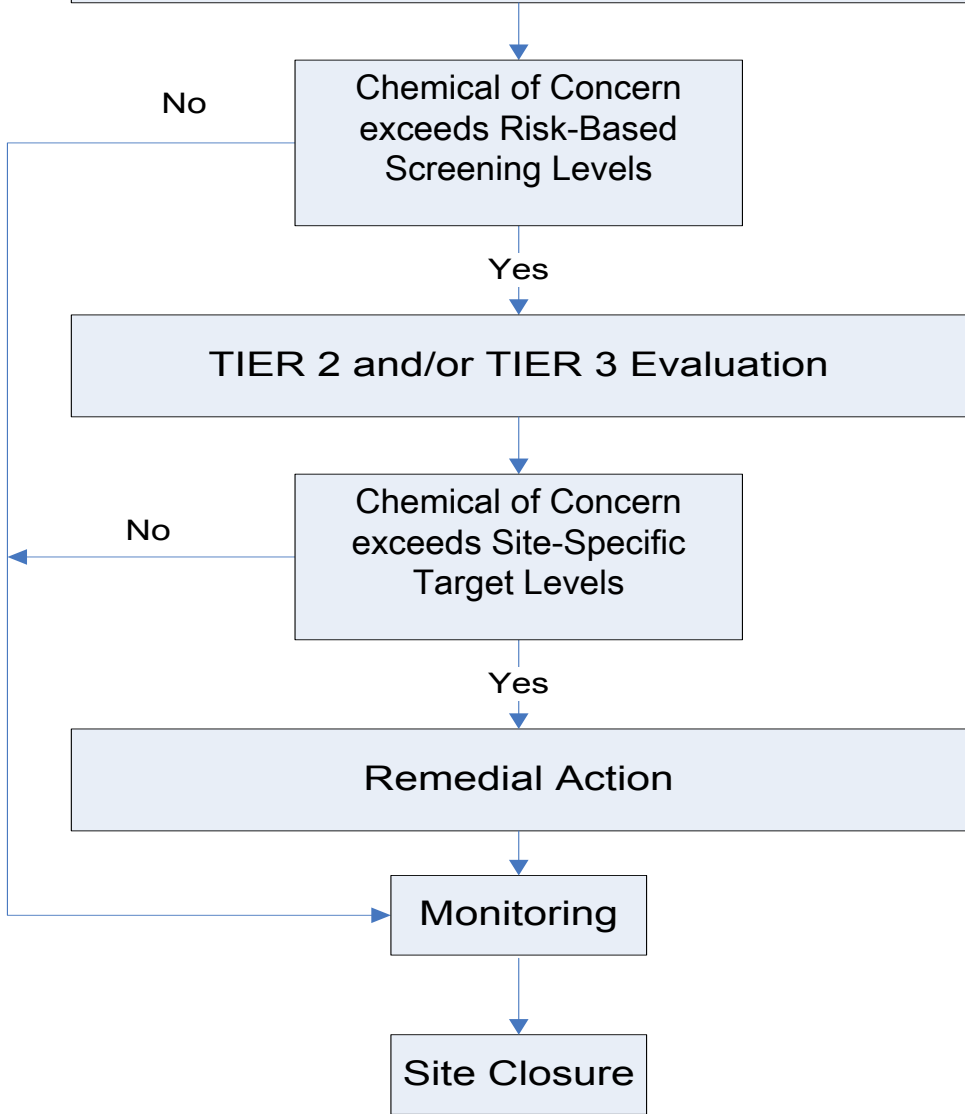 No
Chemical of Concern
exceeds Risk-Based
Screening Levels
Yes
TIER 2 and/or TIER 3 Evaluation
No
Chemical of Concern
exceeds Site-Specific
Target Levels
Yes
Remedial Action
Monitoring
Site Closure